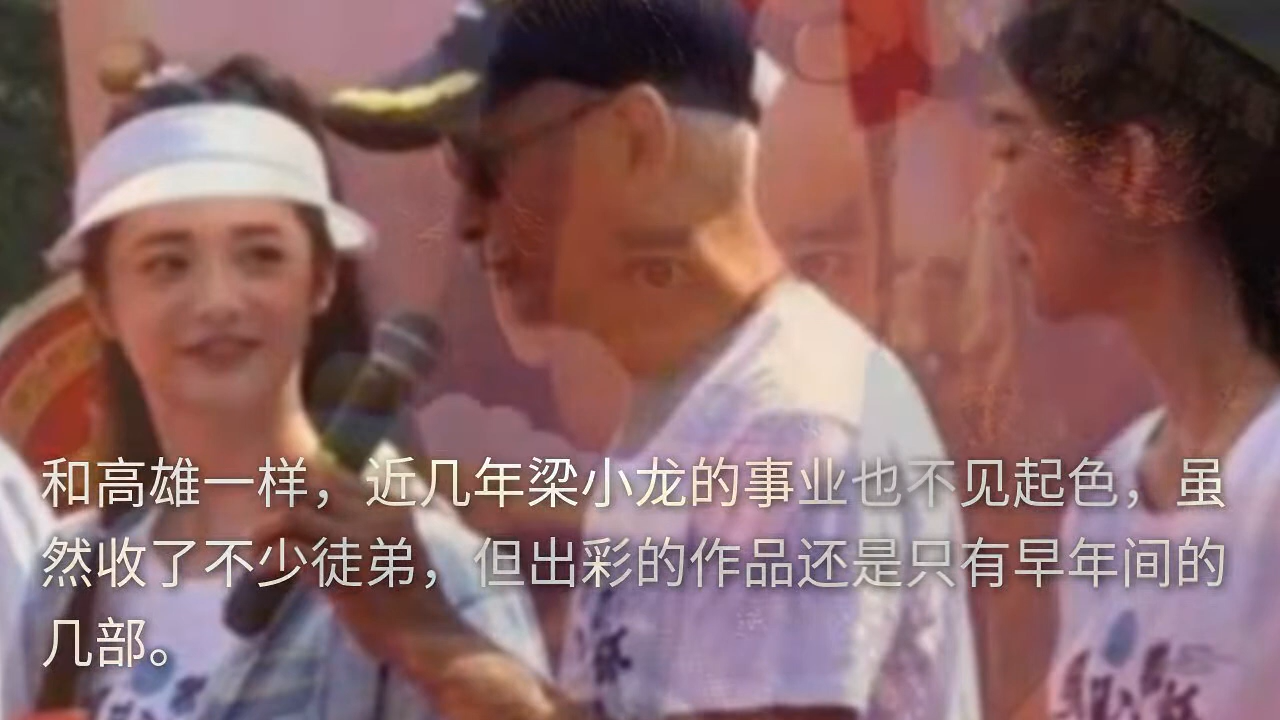 和高雄一样，近几年梁小龙的事业也不见起色，虽
然收了不少徒弟，但出彩的作品还是只有早年间的
几部。